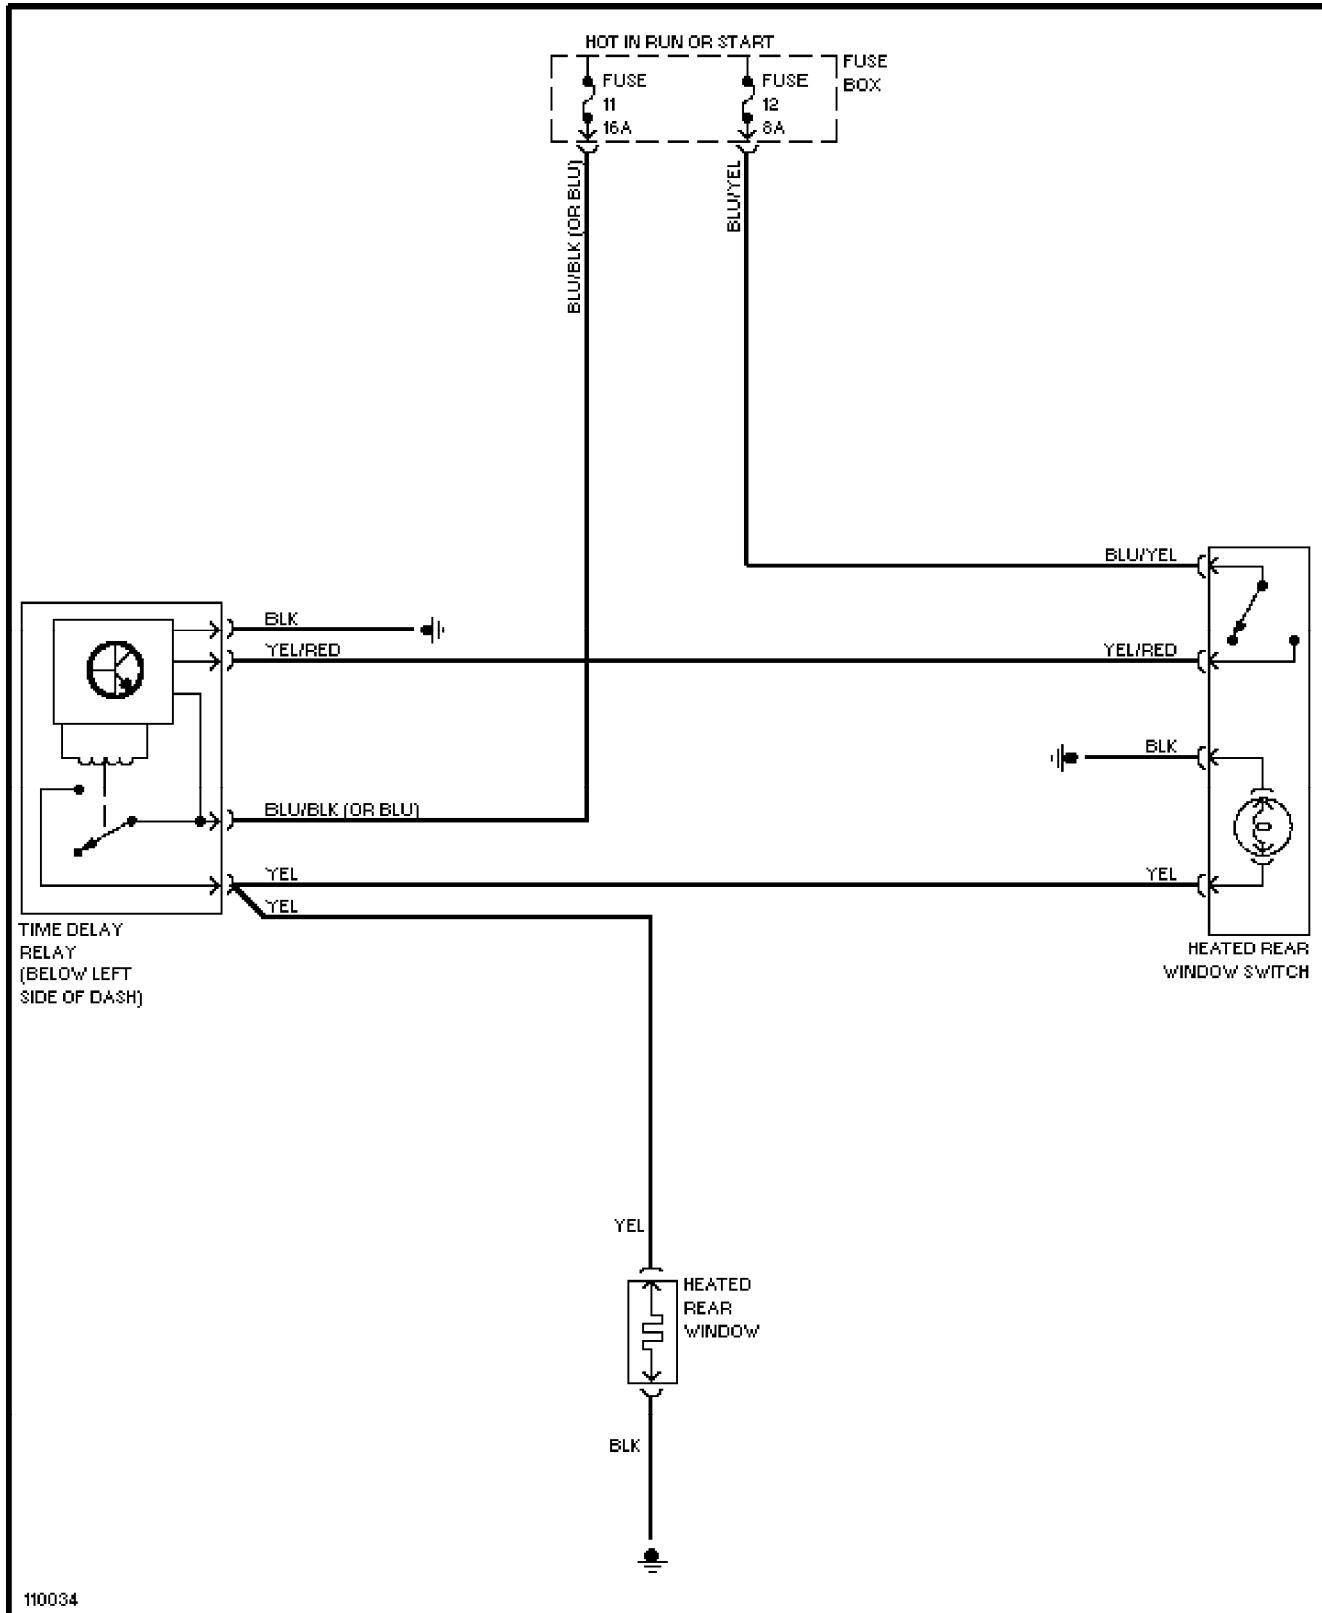 HOT IN RUN OR START
FUSE
BOX
FUSE
11
16A
FUSE
12
8A
BLU/BLK (OR BLU)
BLU/YEL
BLU/YEL
BLK
YEL/RED
YEL/RED
BLK
BLU/BLK (OR BLU)
YEL
YEL
YEL
TIME DELAY
RELAY
(BELOW LEFT
SIDE OF DASH)
HEATED REAR
WINDOW SWITCH
YEL
HEATED
REAR
WINDOW
BLK
110034